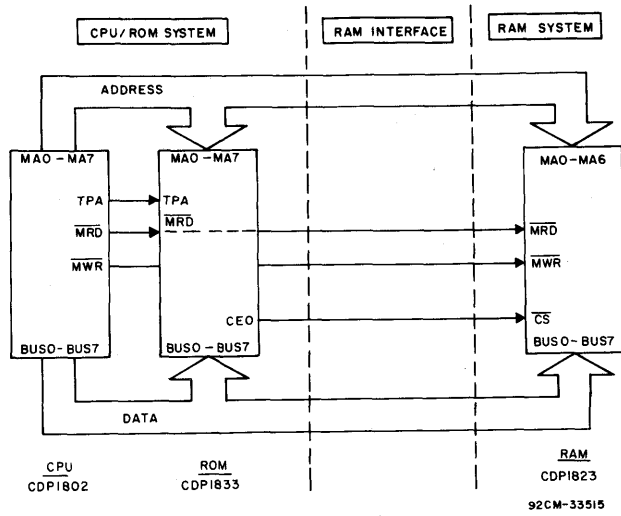 CPU/ROM SYSTEM
RAM INTERFACE
RAM SYSTEM
ADDRESS
MA0-MA7
MA0-MA7
MA0-MA6
TPA
TPA
MRD
MRD
MRD
MWR
MWR
CEO
CS
BUS0-BUS7
BUS0-BUS7
BUS0-BUS7
DATA
CPU
CDP1802
ROM
CDP1833
RAM
CDP1823
92CM-33515